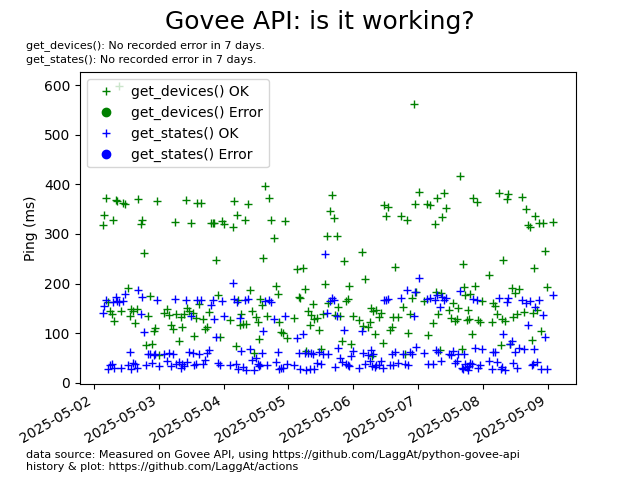 Govee API: is it working?
get_devices(): No recorded error in 7 days.
get_states(): No recorded error in 7 days.
get_devices() OK
get_devices() Error
get_states() OK
get_states() Error
Ping (ms)
600
500
400
300
200
100
0
2025-05-02
2025-05-03
2025-05-04
2025-05-05
2025-05-06
2025-05-07
2025-05-08
2025-05-09
data source: Measured on Govee API, using https://github.com/LaggAt/python-govee-api
history & plot: https://github.com/LaggAt/actions